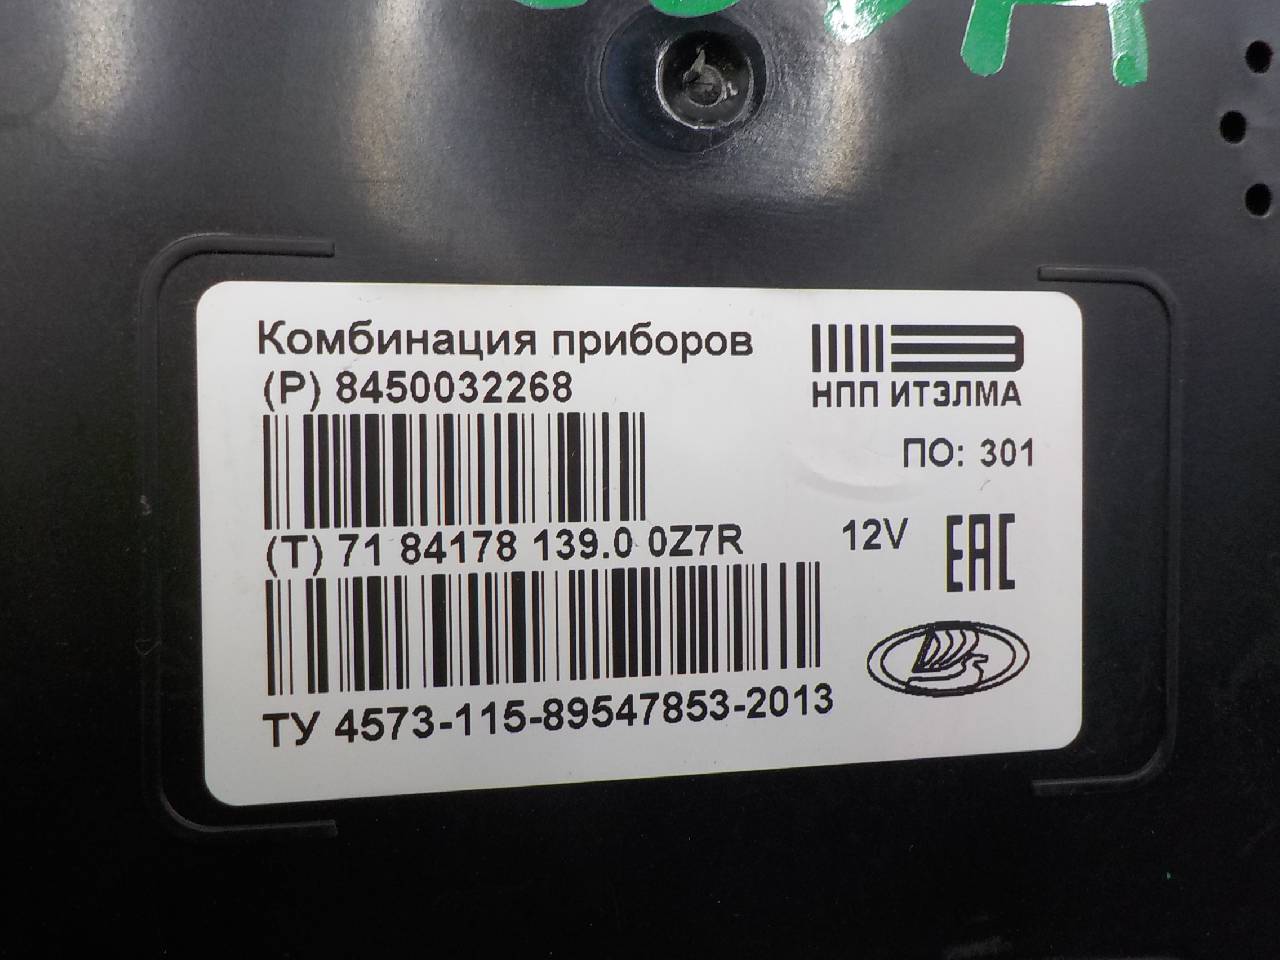 Комбинация приборов
(P) 8450032268
НПП ИТЭЛМА
ПО: 301
(T) 71 84178 139.0 0Z7R
12V
EAC
ТУ 4573-115-89547853-2013